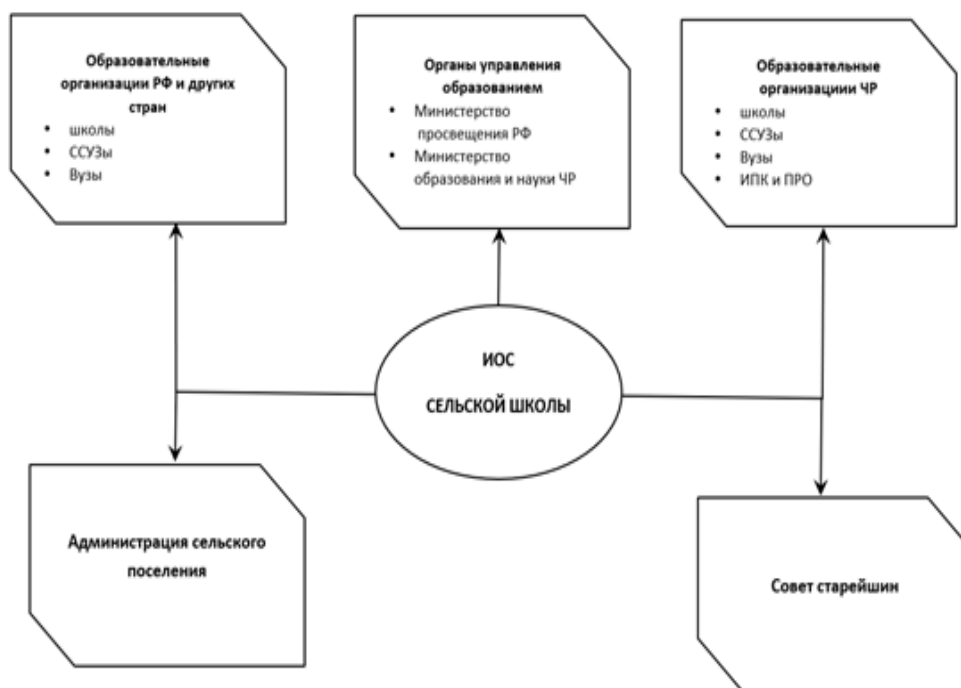 Образовательные
организации РФ и других
стран
• школы
• ССУЗы
• Вузы
Органы управления
образованием
• Министерство
просвещения РФ
• Министерство
образования и науки ЧР
Образовательные
организациии ЧР
• школы
• ССУЗы
• Вузы
• ИПК и ПРО
ИОС
СЕЛЬСКОЙ ШКОЛЫ
Администрация сельского
поселения
Совет старейшин